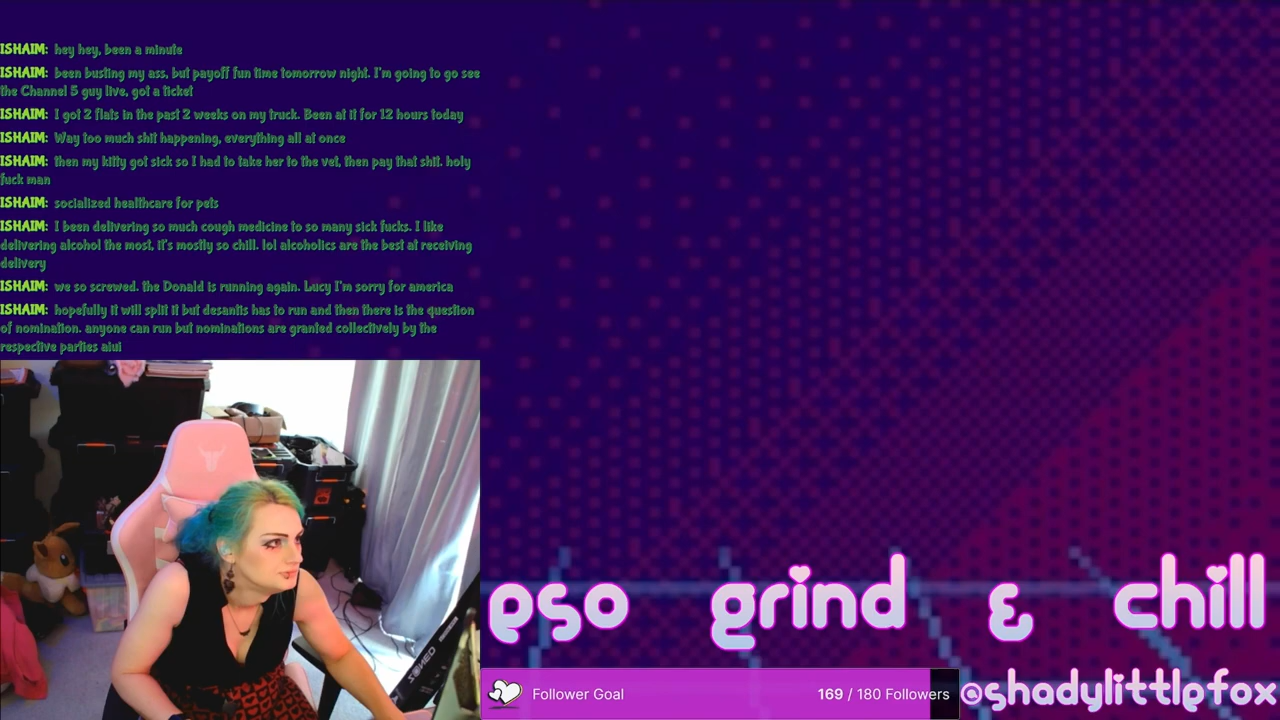 ISHAIM: hey hey, been a minute
ISHAIM: been busting my ass, but payoff fun time tomorrow night. I'm going to go see
the Channel 5 guy live, got a ticket
ISHAIM: I got 2 flats in the past 2 weeks on my truck. Been at it for 12 hours today
ISHAIM: Way too much shit happening, everything all at once
ISHAIM: then my kitty got sick so I had to take her to the vet, then pay that shit. holy
fuck man
ISHAIM: socialized healthcare for pets
ISHAIM: I been delivering so much cough medicine to so many sick fucks. I like
delivering alcohol the most, it's mostly so chill. lol alcoholics are the best at receiving
delivery
ISHAIM: we so screwed. the Donald is running again. Lucy I'm sorry for america
ISHAIM: hopefully it will split it but desantis has to run and then there is the question
of nomination. anyone can run but nominations are granted collectively by the
respective parties aiui
pso grind & chill
Follower Goal 169 / 180 Followers
@shadylittlefox